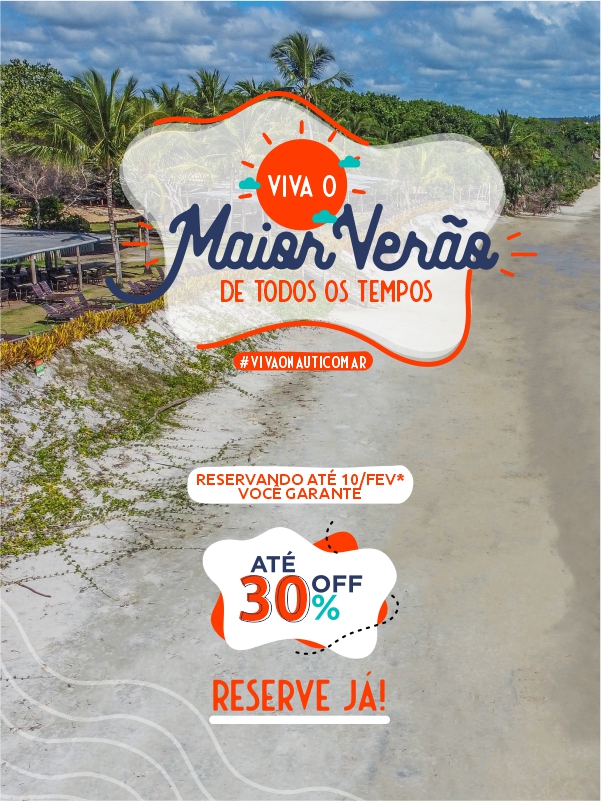 VIVA O
Maior Verão
DE TODOS OS TEMPOS
#VIVAONAUTICOMAR
RESERVANDO ATÉ 10/FEV*
VOCÊ GARANTE
ATÉ
30% OFF
RESERVE JÁ!